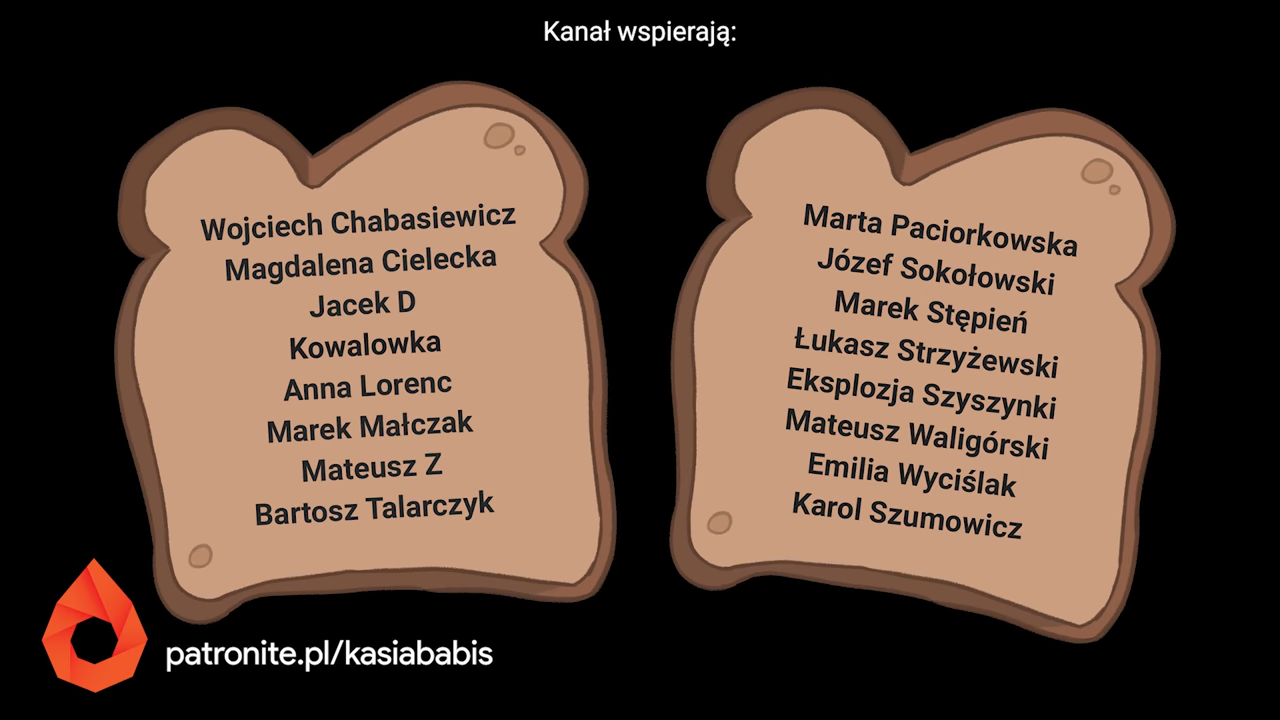 Kanał wspierają:
Wojciech Chabasiewicz
Magdalena Cielecka
Jacek D
Kowalowka
Anna Lorenc
Marek Małczak
Mateusz Z
Bartosz Talarczyk
Marta Paciorkowska
Józef Sokołowski
Marek Stępień
Łukasz Strzyżewski
Eksplozja Szyszynki
Mateusz Waligórski
Emilia Wyciślak
Karol Szumowicz
patronite.pl/kasiababis